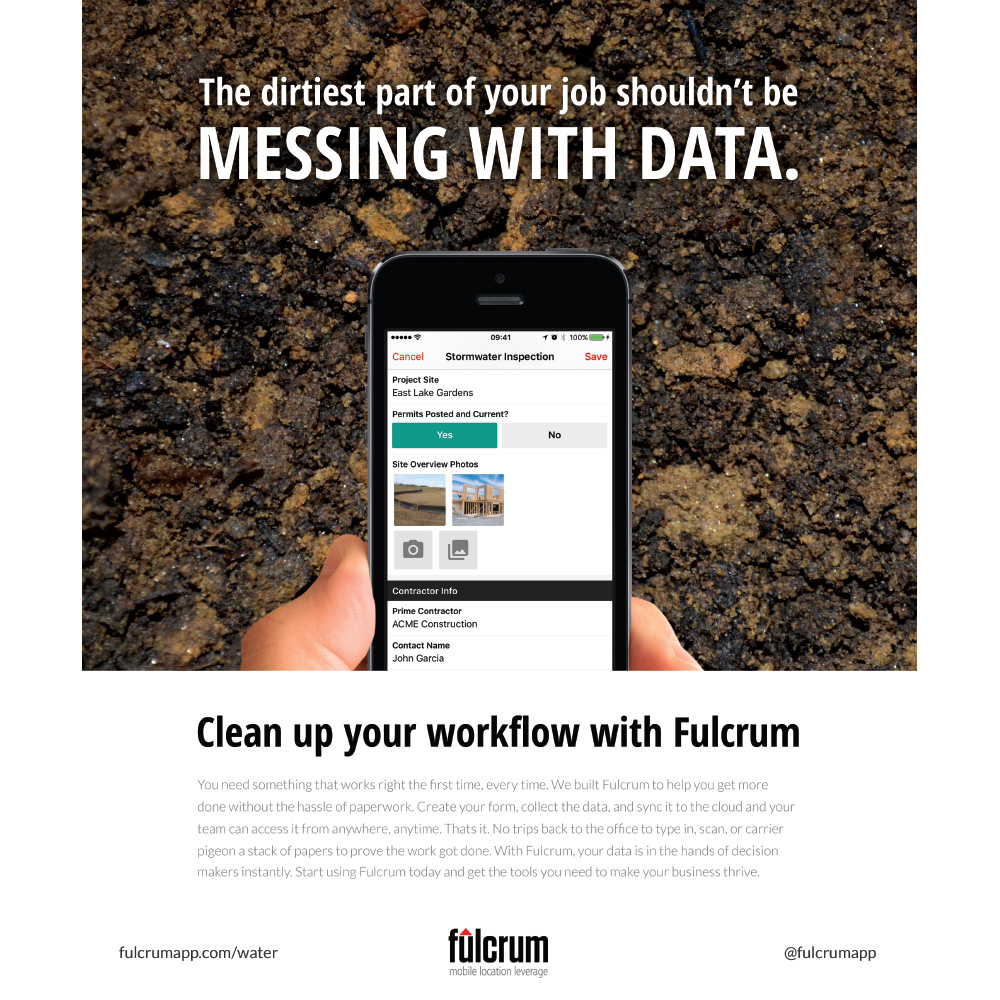 The dirtiest part of your job shouldn't be
MESSING WITH DATA.
09:41 100%
Cancel Stormwater Inspection Save
Project Site
East Lake Gardens
Permits Posted and Current?
Yes No
Site Overview Photos
Contractor Info
Prime Contractor
ACME Construction
Contact Name
John Garcia
Clean up your workflow with Fulcrum
You need something that works right the first time, every time. We built Fulcrum to help you get more
done without the hassle of paperwork. Create your form, collect the data, and sync it to the cloud and your
team can access it from anywhere, anytime. Thats it. No trips back to the office to type in, scan, or carrier
pigeon a stack of papers to prove the work got done. With Fulcrum, your data is in the hands of decision
makers instantly. Start using Fulcrum today and get the tools you need to make your business thrive.
fulcrumapp.com/water
fulcrum
mobile location leverage
@fulcrumapp